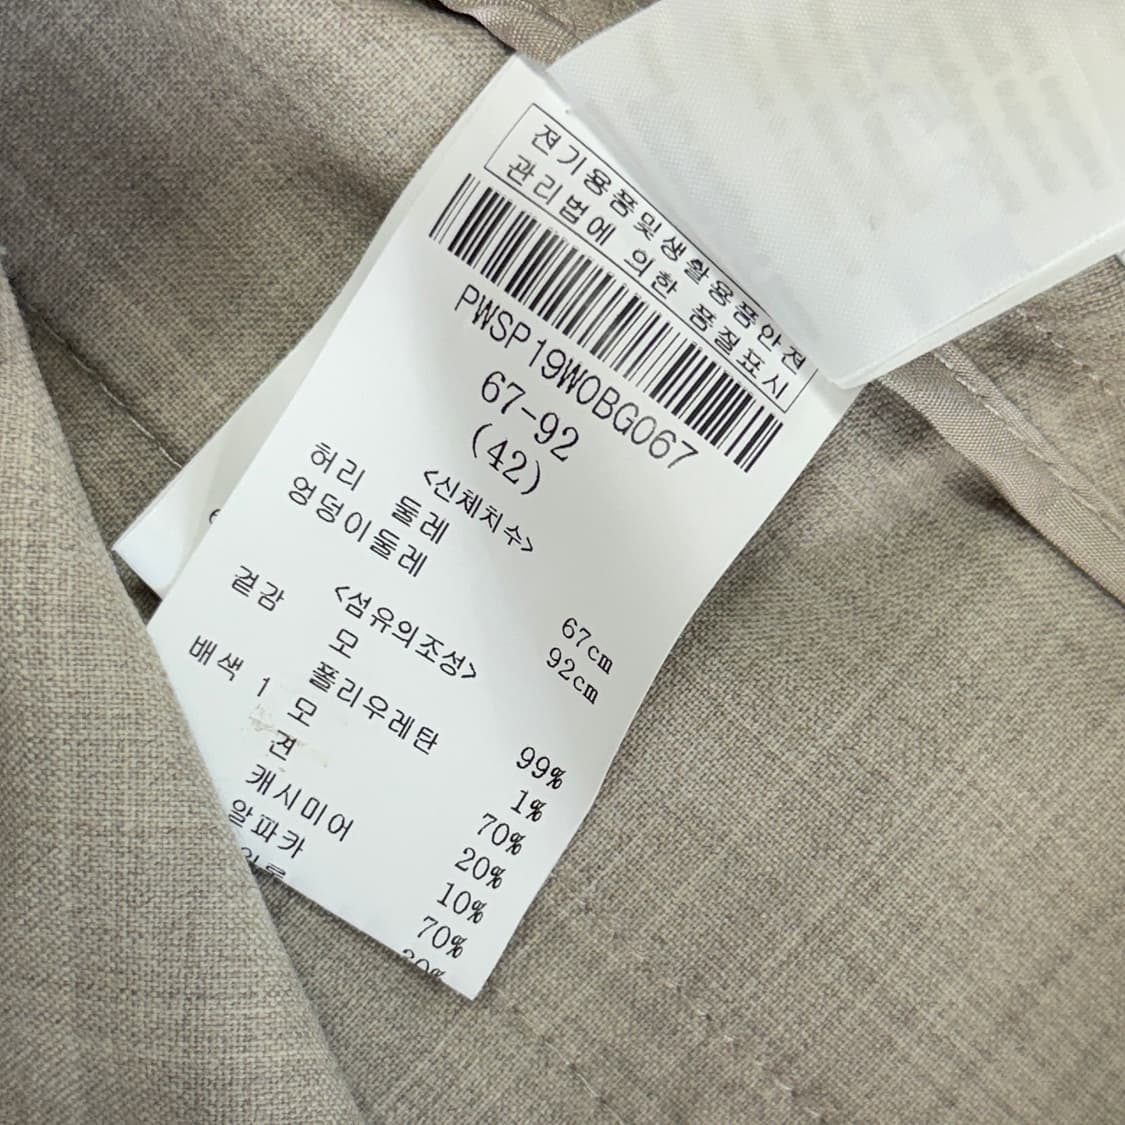 전기용품및생활용품안전
관리법에 의한 품질표시
PWSP19W0BG067
67-92
(42)
<신체치수>
허리 둘레 67cm
엉덩이둘레 92cm
<섬유의조성>
겉감 모 99%
폴리우레탄 1%
배색 1 모 70%
견 20%
캐시미어 10%
알파카 70%